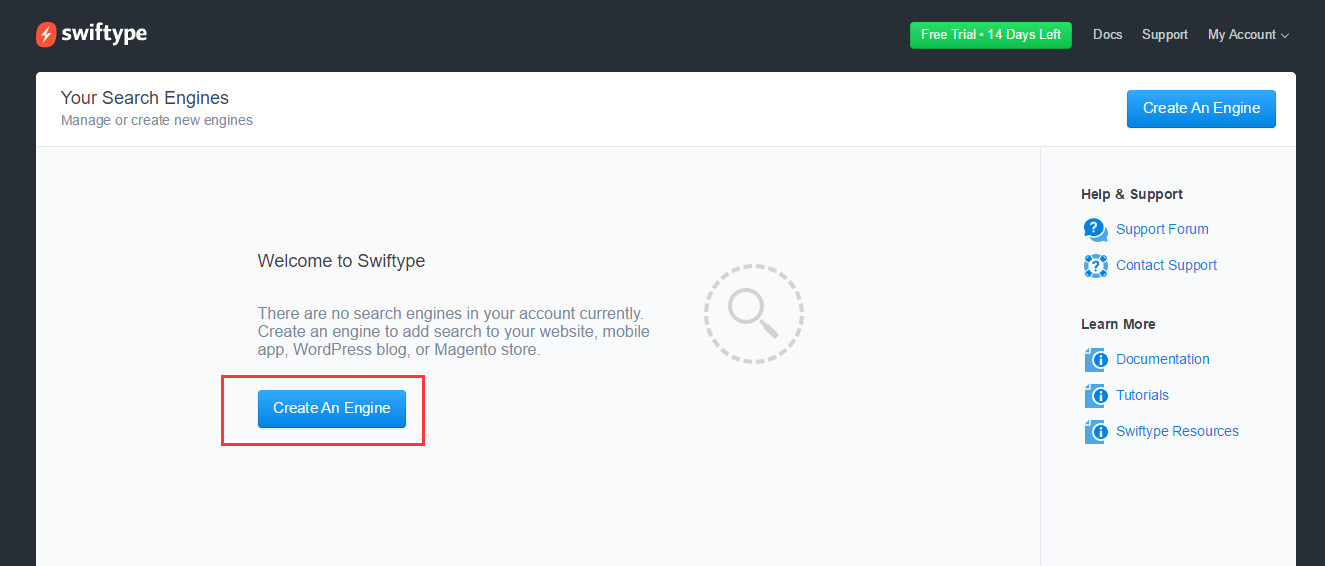 swiftype
Free Trial • 14 Days Left
Docs
Support
My Account
Your Search Engines
Manage or create new engines
Create An Engine
Welcome to Swiftype
There are no search engines in your account currently.
Create an engine to add search to your website, mobile
app, WordPress blog, or Magento store.
Create An Engine
Help & Support
Support Forum
Contact Support
Learn More
Documentation
Tutorials
Swiftype Resources